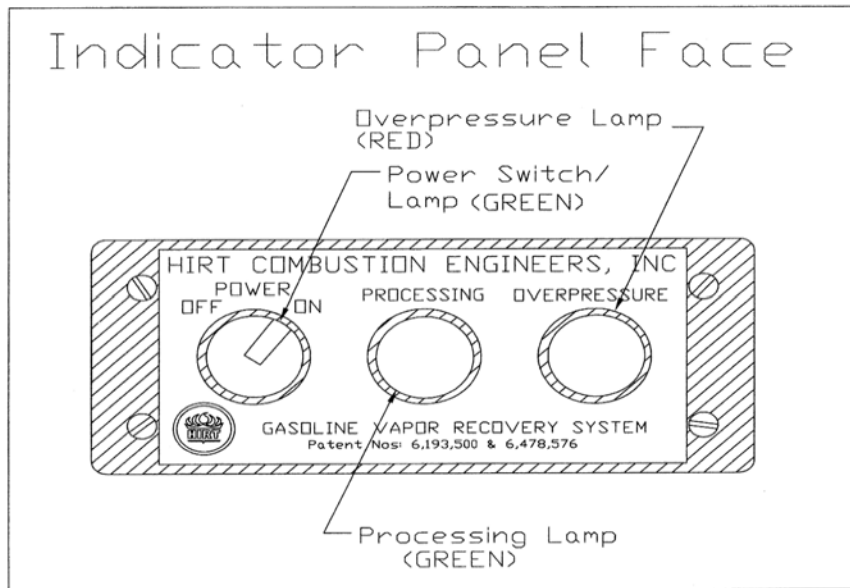 Indicator Panel Face
Overpressure Lamp
(RED)
Power Switch/
Lamp (GREEN)
HIRT COMBUSTION ENGINEERS, INC
POWER
OFF ON
PROCESSING
OVERPRESSURE
HIRT
GASOLINE VAPOR RECOVERY SYSTEM
Patent Nos: 6,193,500 & 6,478,576
Processing Lamp
(GREEN)